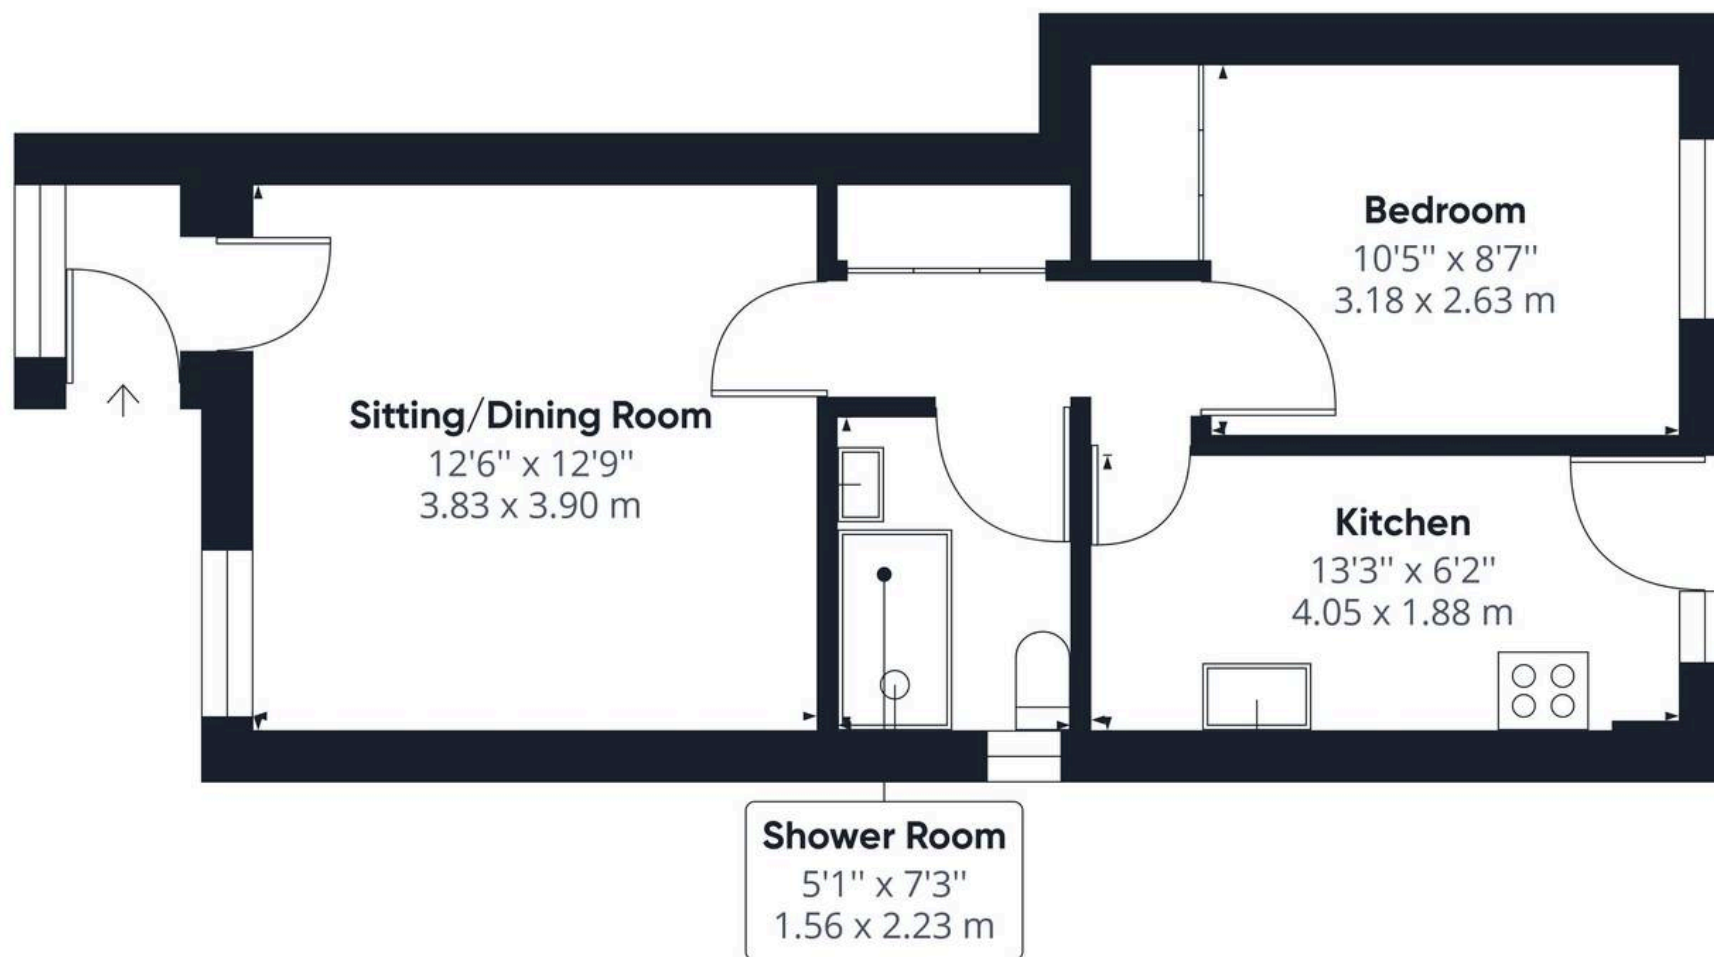 Bedroom
10'5'' x 8'7''
3.18 x 2.63 m
Sitting/Dining Room
12'6'' x 12'9''
3.83 x 3.90 m
Kitchen
13'3'' x 6'2''
4.05 x 1.88 m
Shower Room
5'1'' x 7'3''
1.56 x 2.23 m